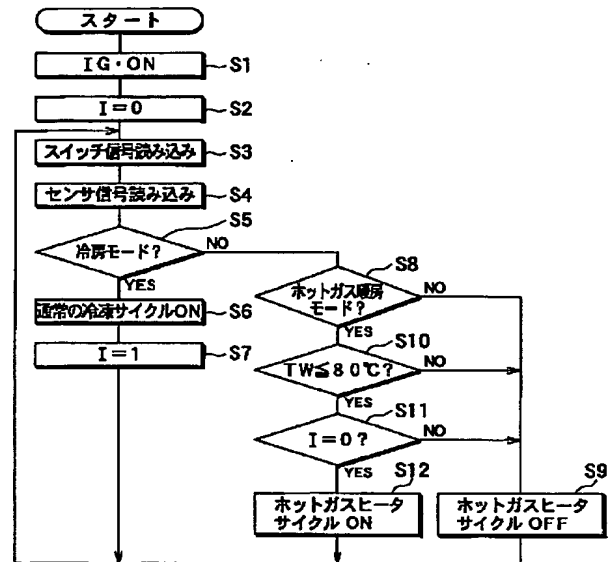 スタート
IG・ON
S1
I=0
S2
スイッチ信号読み込み
S3
センサ信号読み込み
S4
S5
冷房モード?
NO
YES
通常の冷凍サイクルON
S6
I=1
S7
S8
ホットガス暖房
モード?
NO
YES
S10
TW≦80℃?
NO
YES
S11
I=0?
NO
YES
S12
ホットガスヒータ
サイクル ON
S9
ホットガスヒータ
サイクル OFF